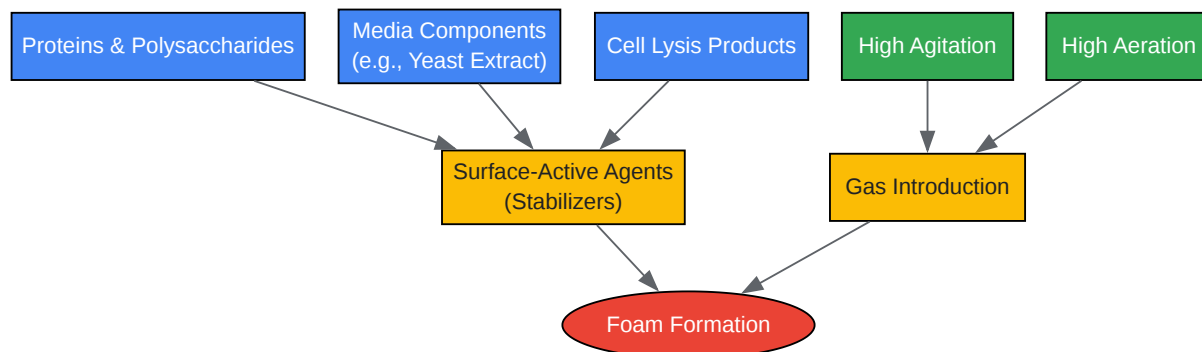 Proteins & Polysaccharides
Media Components
(e.g., Yeast Extract)
Cell Lysis Products
High Agitation
High Aeration
Surface-Active Agents
(Stabilizers)
Gas Introduction
Foam Formation